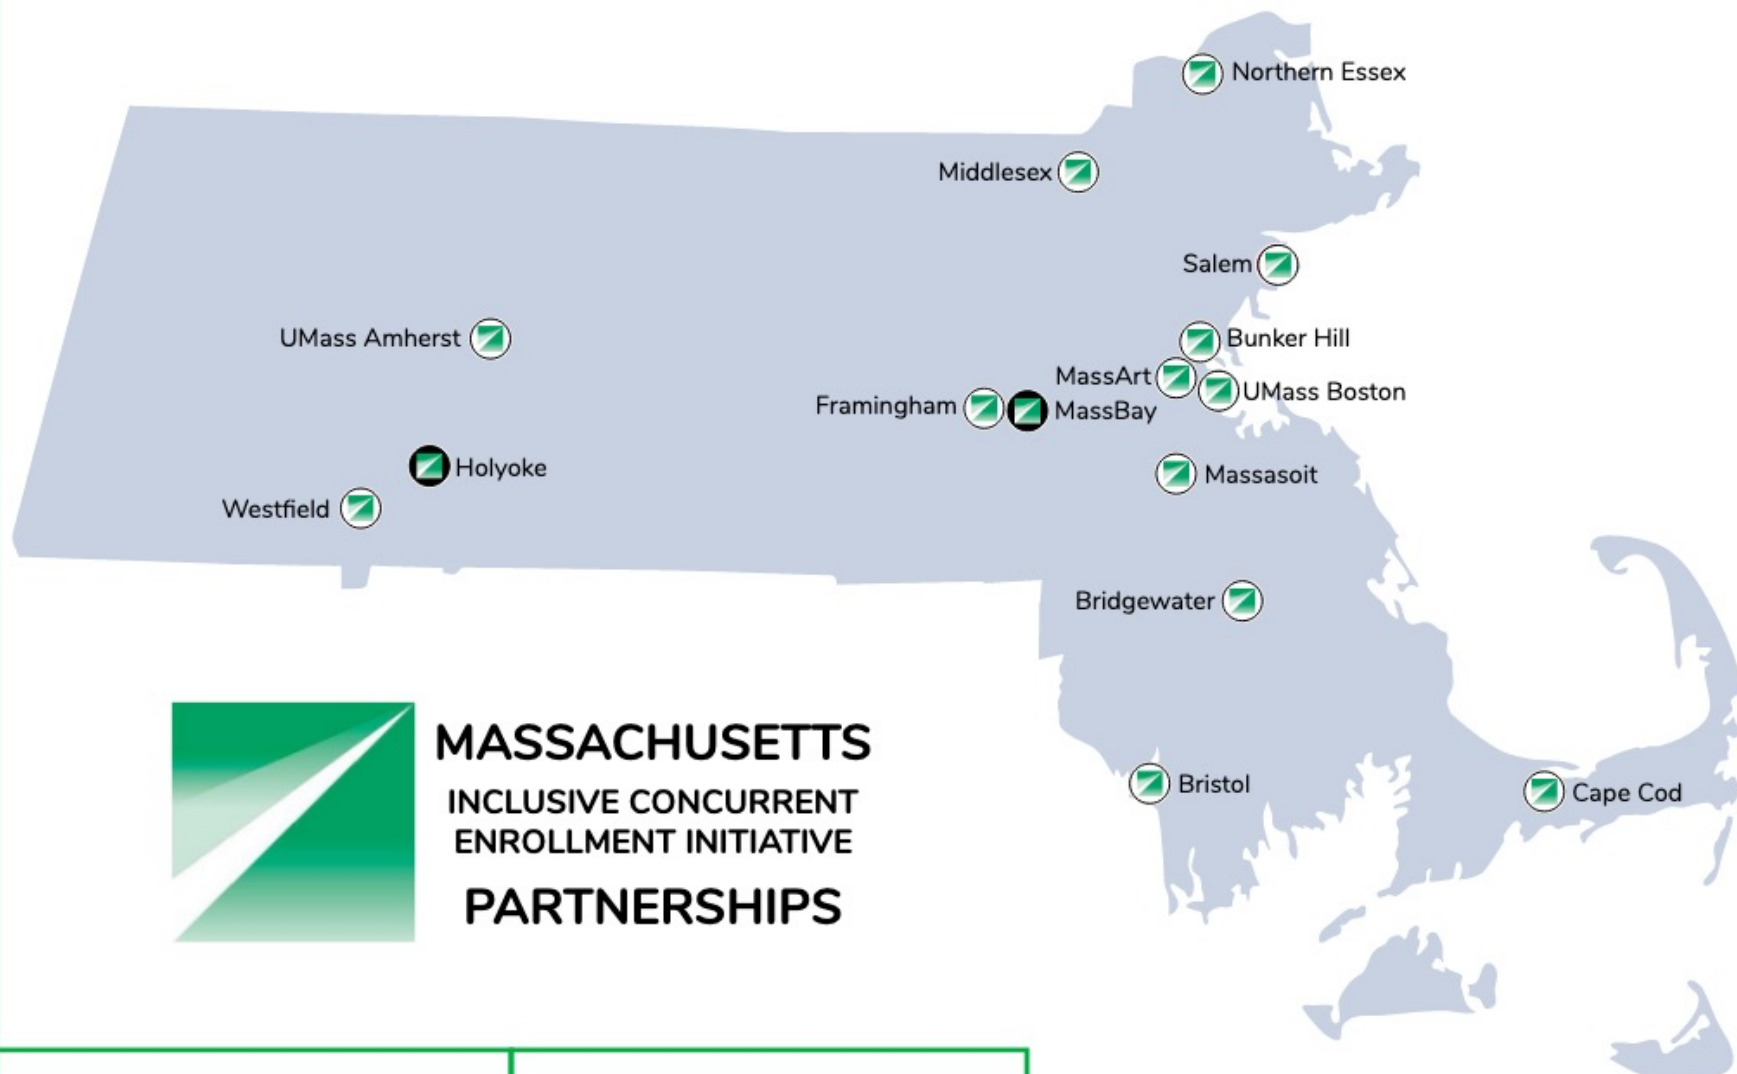 Northern Essex
Middlesex
Salem
UMass Amherst
Bunker Hill
MassArt
UMass Boston
Framingham
MassBay
Holyoke
Massasoit
Westfield
Bridgewater
MASSACHUSETTS
INCLUSIVE CONCURRENT
ENROLLMENT INITIATIVE
PARTNERSHIPS
Bristol
Cape Cod